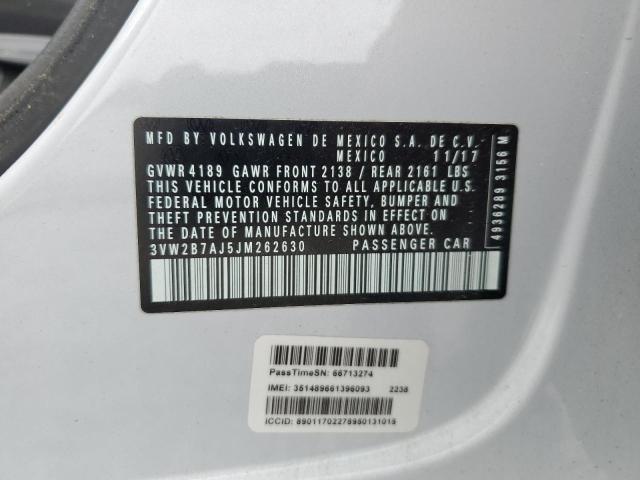 MFD BY VOLKSWAGEN DE MEXICO S.A. DE C.V.
MEXICO 11/17
GVWR 4189 GAWR FRONT 2138 / REAR 2161 LBS
THIS VEHICLE CONFORMS TO ALL APPLICABLE U.S.
FEDERAL MOTOR VEHICLE SAFETY, BUMPER AND
THEFT PREVENTION STANDARDS IN EFFECT ON
THE DATE OF MANUFACTURE SHOWN ABOVE.
3VW2B7AJ5JM262630 PASSENGER CAR
4936289 3156 M
PassTimeSN: 66713274
IMEI: 351489661396093 2238
ICCID: 89011702278950131015